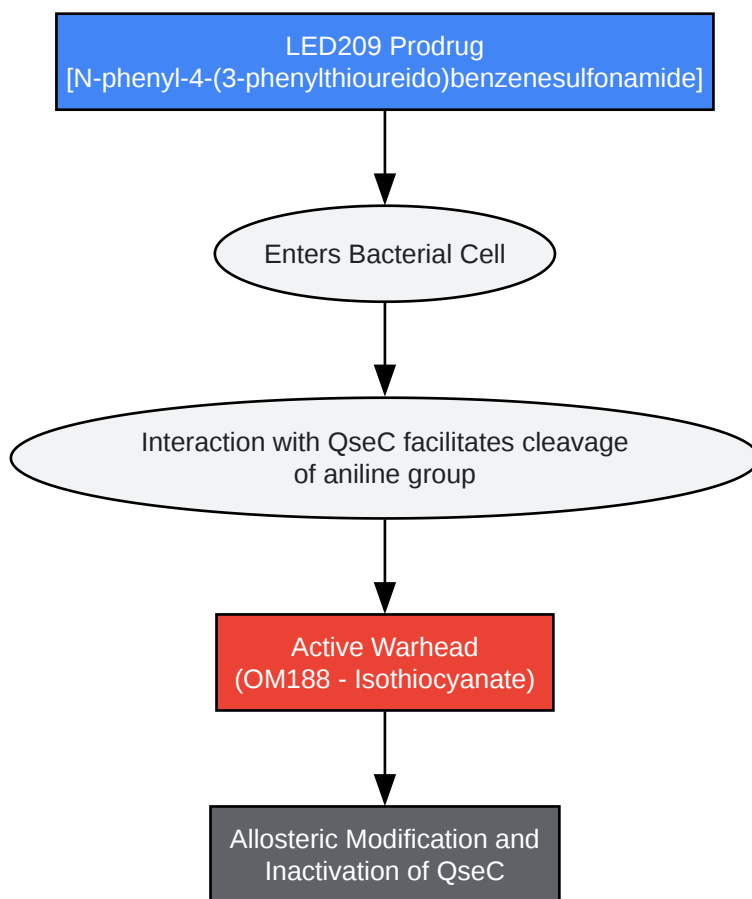 LED209 Prodrug
[N-phenyl-4-(3-phenylthioureido)benzenesulfonamide]
Enters Bacterial Cell
Interaction with QseC facilitates cleavage
of aniline group
Active Warhead
(OM188 - Isothiocyanate)
Allosteric Modification and
Inactivation of QseC